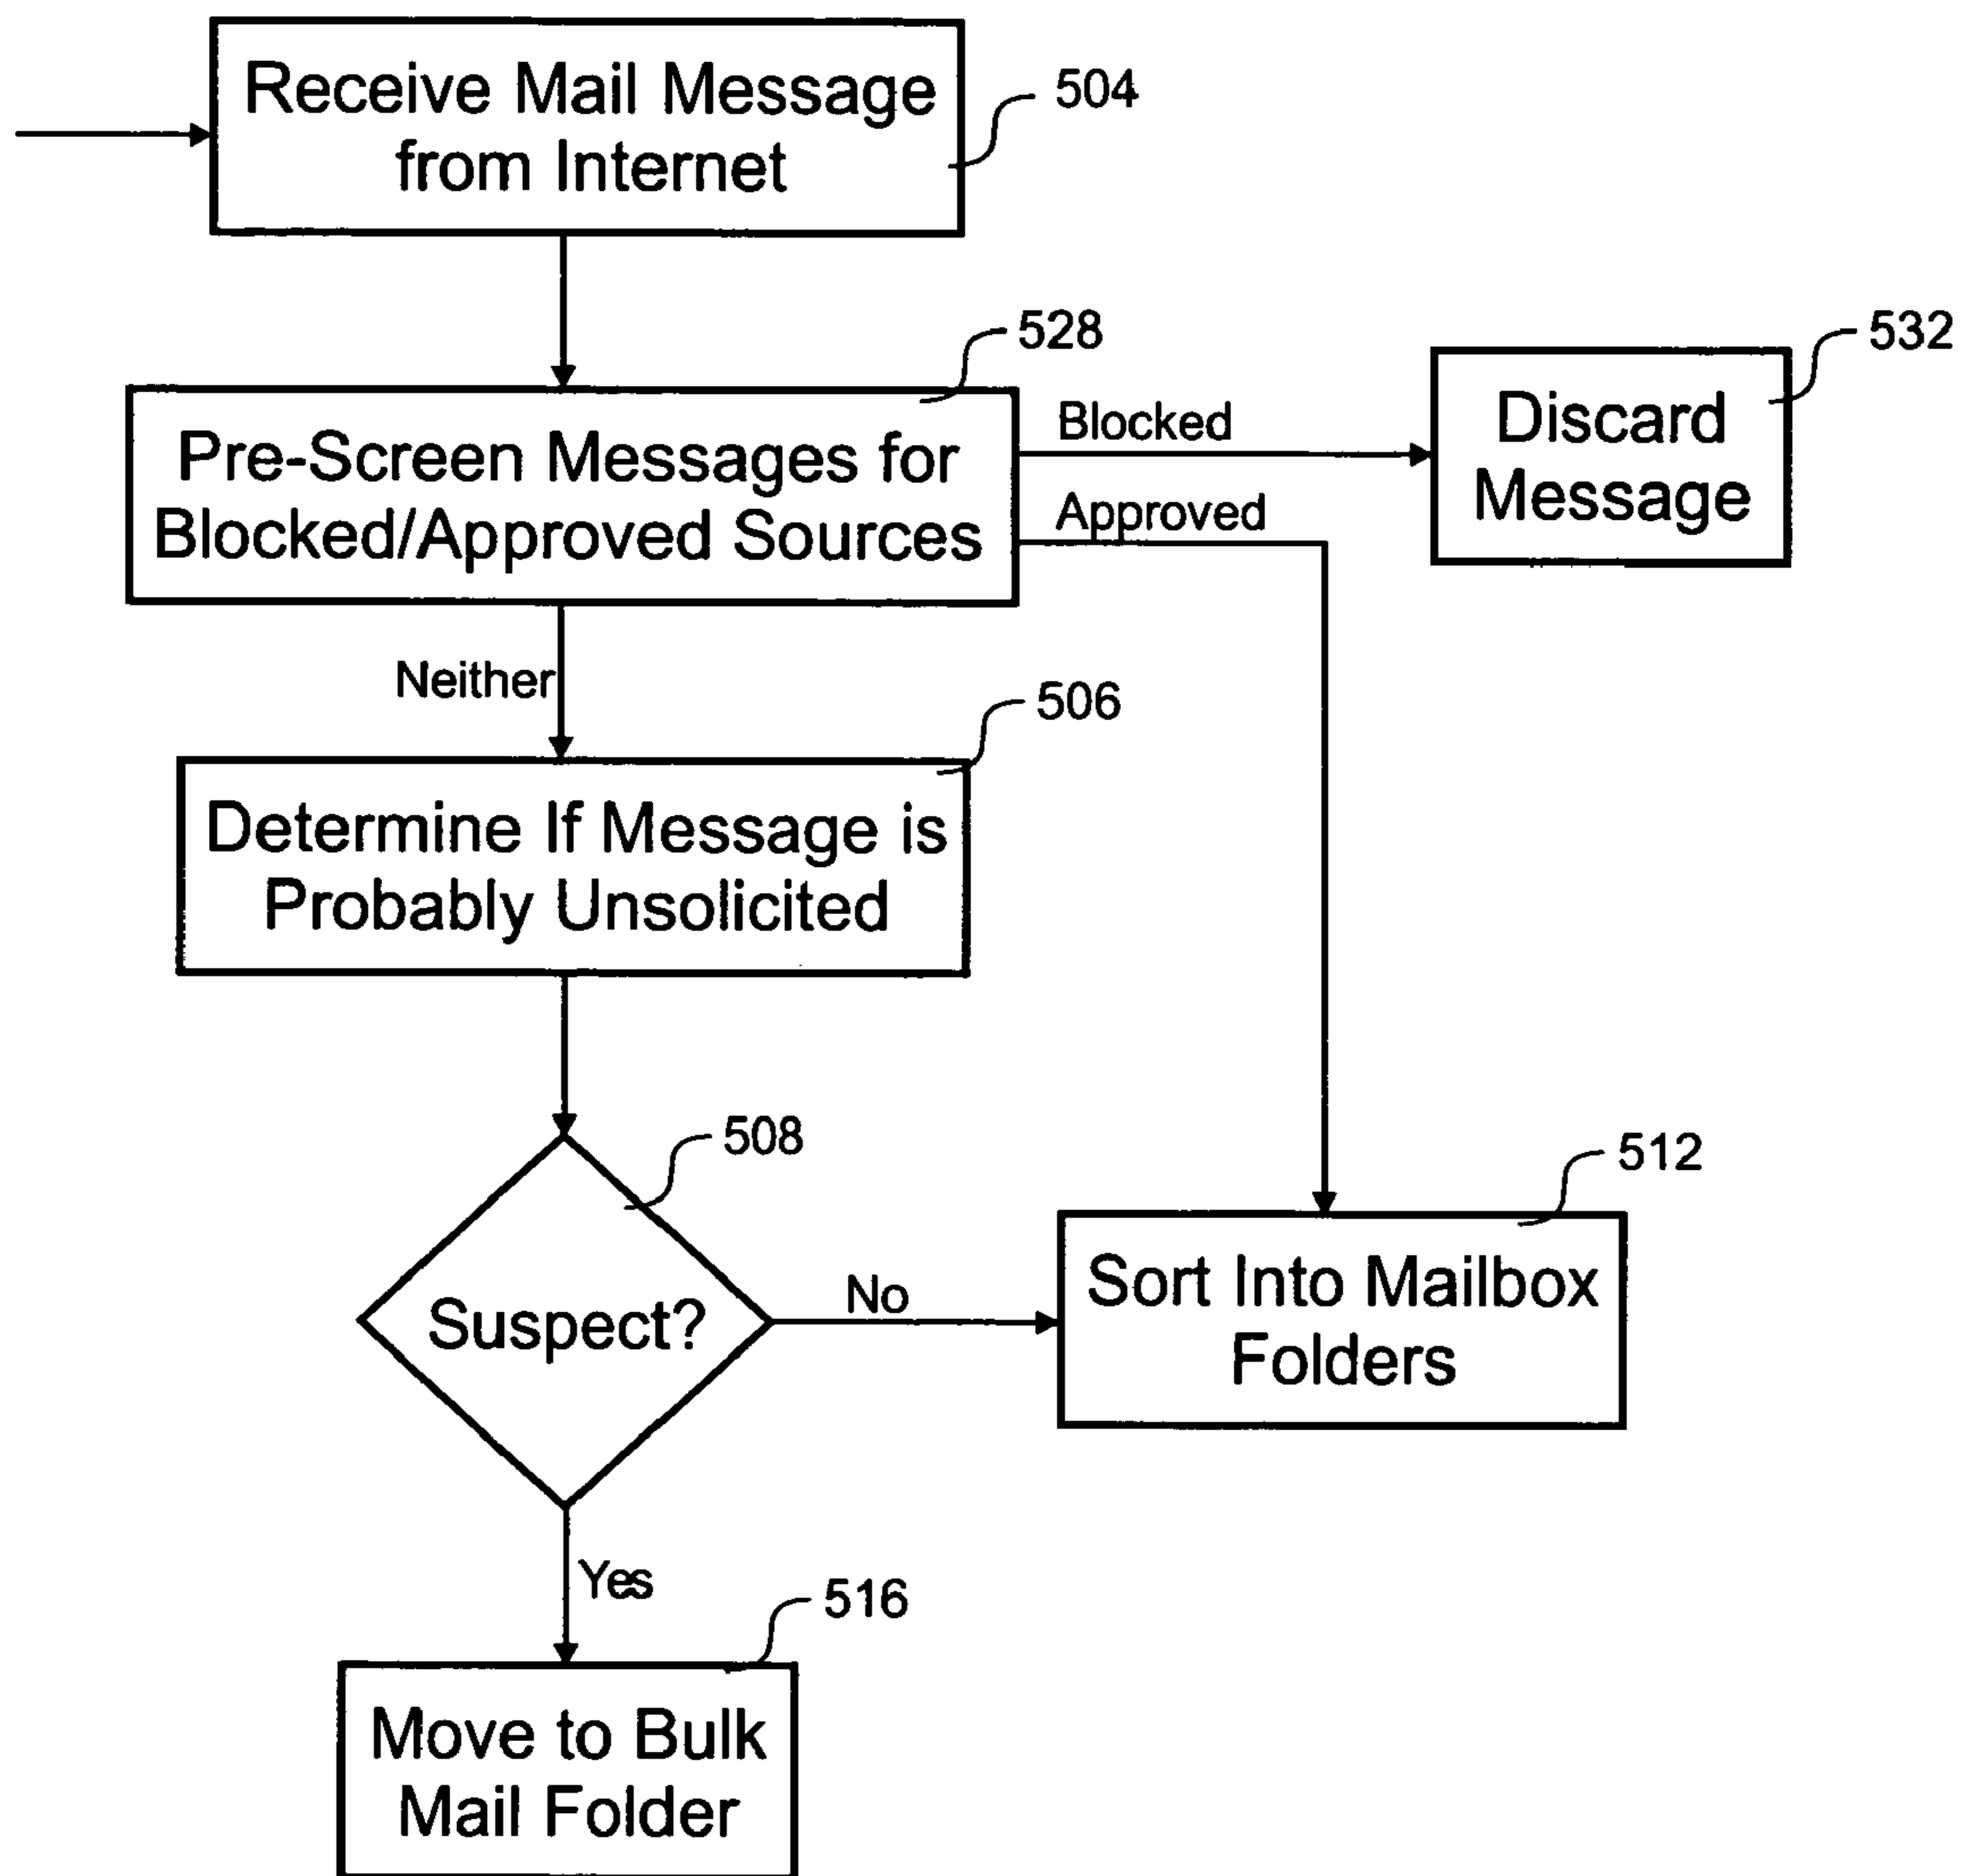 Receive Mail Message
from Internet
504
528
Pre-Screen Messages for
Blocked/Approved Sources
Blocked
Approved
532
Discard
Message
Neither
506
Determine If Message is
Probably Unsolicited
508
Suspect?
No
512
Sort Into Mailbox
Folders
Yes
516
Move to Bulk
Mail Folder